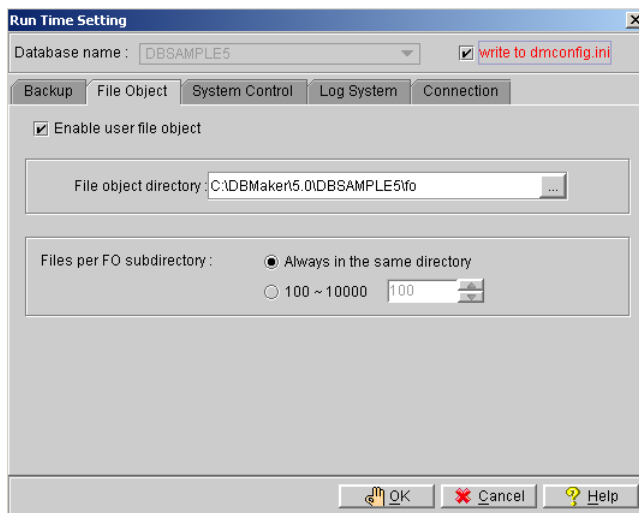 Run Time Setting
Database name : DBSAMPLE5 write to dmconfig.ini
Backup File Object System Control Log System Connection
Enable user file object
File object directory : C:\DBMaker\5.0\DBSAMPLE5\fo ...
Files per FO subdirectory : Always in the same directory
100 ~ 10000 100
OK Cancel Help